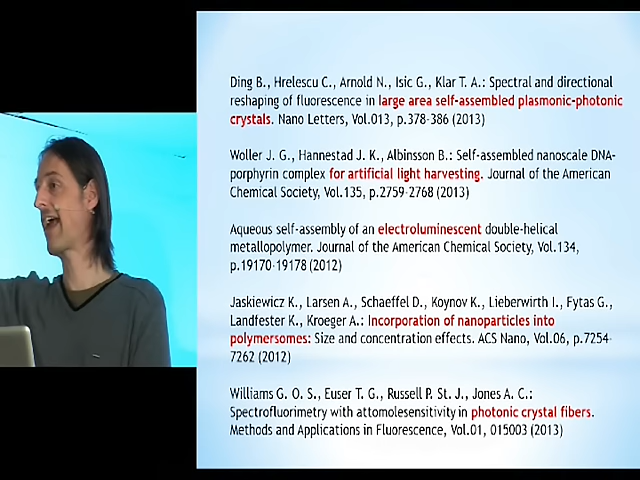 Ding B., Hrelescu C., Arnold N., Isic G., Klar T. A.: Spectral and directional
reshaping of fluorescence in large area self-assembled plasmonic-photonic
crystals. Nano Letters, Vol.013, p.378-386 (2013)
Woller J. G., Hannestad J. K., Albinsson B.: Self-assembled nanoscale DNA-
porphyrin complex for artificial light harvesting. Journal of the American
Chemical Society, Vol.135, p.2759-2768 (2013)
Aqueous self-assembly of an electroluminescent double-helical
metallopolymer. Journal of the American Chemical Society, Vol.134,
p.19170-19178 (2012)
Jaskiewicz K., Larsen A., Schaeffel D., Koynov K., Lieberwirth I., Fytas G.,
Landfester K., Kroeger A.: Incorporation of nanoparticles into
polymersomes: Size and concentration effects. ACS Nano, Vol.06, p.7254-
7262 (2012)
Williams G. O. S., Euser T. G., Russell P. St. J., Jones A. C.:
Spectrofluorimetry with attomolesensitivity in photonic crystal fibers.
Methods and Applications in Fluorescence, Vol.01, 015003 (2013)